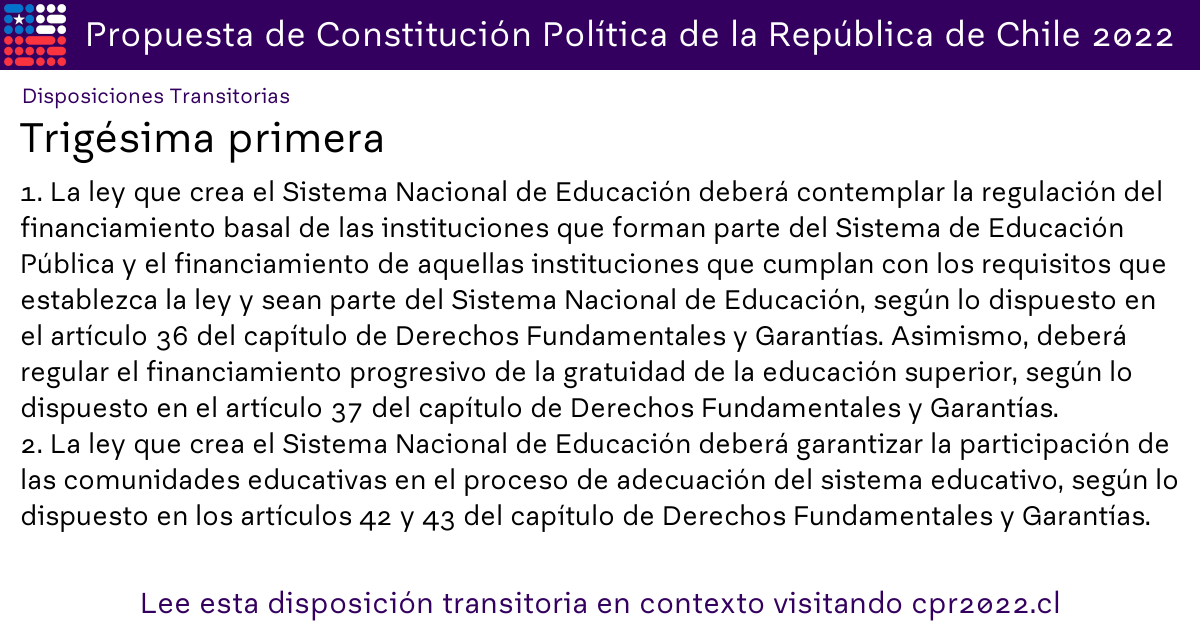 Propuesta de Constitución Política de la República de Chile 2022
Disposiciones Transitorias
Trigésima primera
1. La ley que crea el Sistema Nacional de Educación deberá contemplar la regulación del
financiamiento basal de las instituciones que forman parte del Sistema de Educación
Pública y el financiamiento de aquellas instituciones que cumplan con los requisitos que
establezca la ley y sean parte del Sistema Nacional de Educación, según lo dispuesto en
el artículo 36 del capítulo de Derechos Fundamentales y Garantías. Asimismo, deberá
regular el financiamiento progresivo de la gratuidad de la educación superior, según lo
dispuesto en el artículo 37 del capítulo de Derechos Fundamentales y Garantías.
2. La ley que crea el Sistema Nacional de Educación deberá garantizar la participación de
las comunidades educativas en el proceso de adecuación del sistema educativo, según lo
dispuesto en los artículos 42 y 43 del capítulo de Derechos Fundamentales y Garantías.
Lee esta disposición transitoria en contexto visitando cpr2022.cl